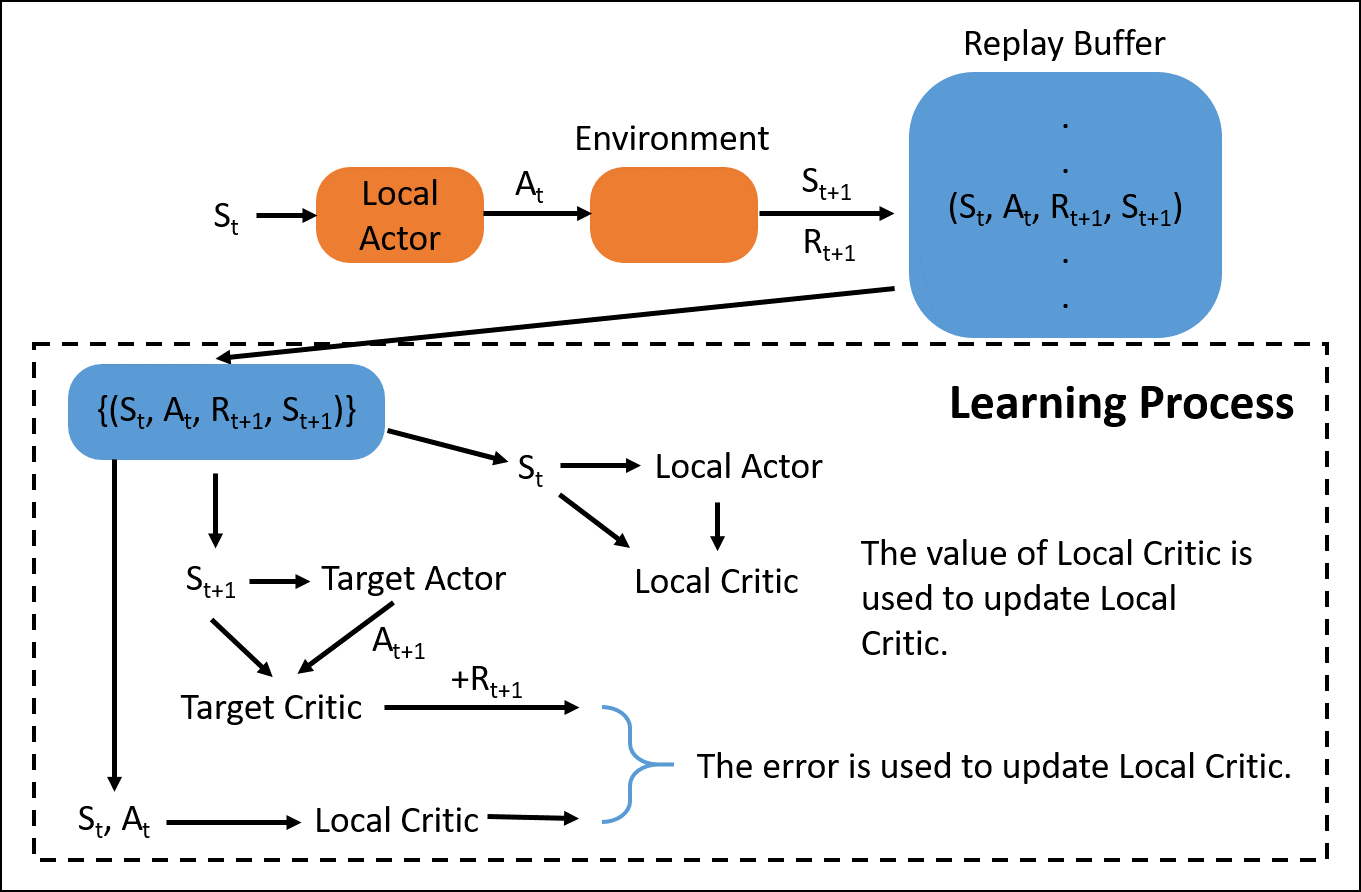 Replay Buffer
.
Environment
.
S_t
Local
Actor
A_t
S_{t+1}
(S_t, A_t, R_{t+1}, S_{t+1})
R_{t+1}
.
.
Learning Process
{(S_t, A_t, R_{t+1}, S_{t+1})}
S_t
Local Actor
The value of Local Critic is
used to update Local
Critic.
S_{t+1}
Target Actor
Local Critic
A_{t+1}
+R_{t+1}
Target Critic
The error is used to update Local Critic.
S_t, A_t
Local Critic